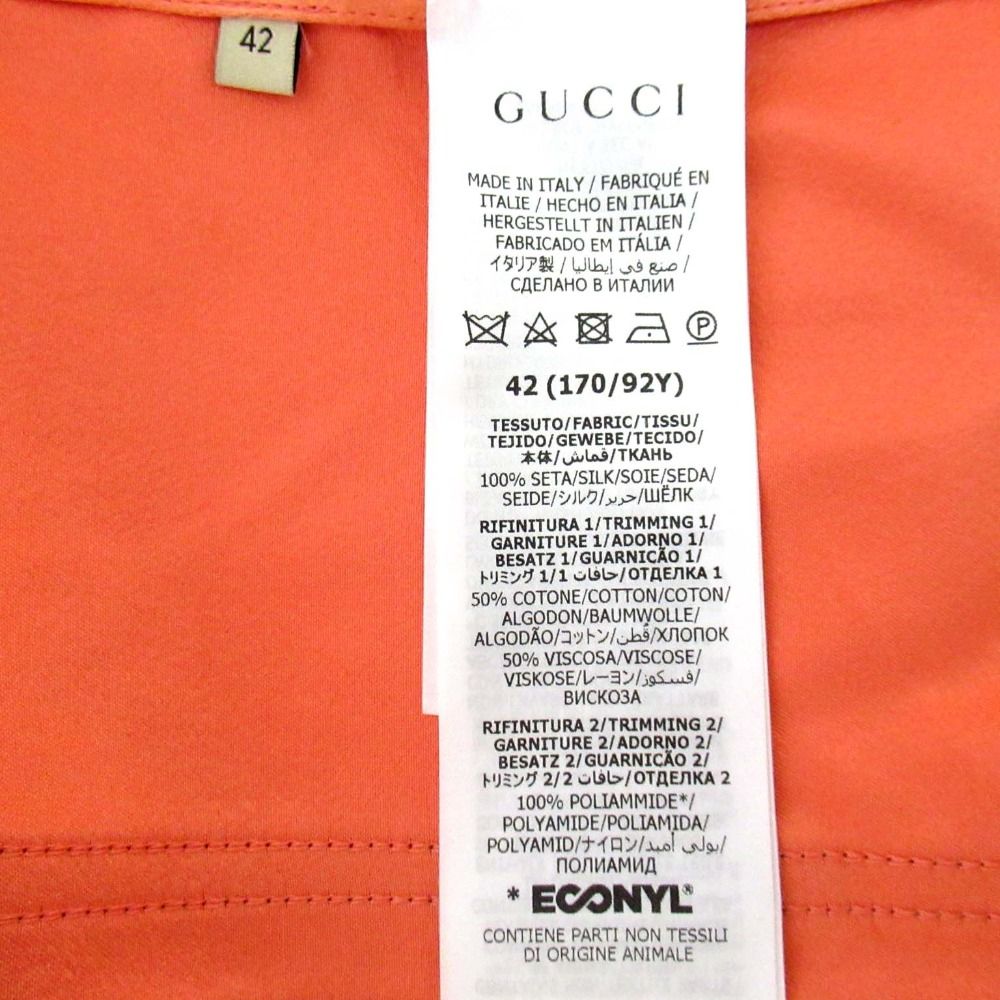 42
GUCCI
MADE IN ITALY / FABRIQUÉ EN
ITALIE / HECHO EN ITALIA /
HERGESTELLT IN ITALIEN /
FABRICADO EM ITÁLIA /
イタリア製 / صنع في إيطاليا /
СДЕЛАНО В ИТАЛИИ
P
42 (170/92Y)
TESSUTO/FABRIC/TISSU/
TEJIDO/GEWEBE/TECIDO/
本体/قماش/ТКАНЬ
100% SETA/SILK/SOIE/SEDA/
SEIDE/シルク/حرير/ШЁЛК
RIFINITURA 1/TRIMMING 1/
GARNITURE 1/ADORNO 1/
BESATZ 1/GUARNICÃO 1/
トリミング 1/1 حافات/ОТДЕЛКА 1
50% COTONE/COTTON/COTON/
ALGODON/BAUMWOLLE/
ALGODÃO/コットン/قطن/ХЛОПОК
50% VISCOSA/VISCOSE/
VISKOSE/レーヨン/فسكوز/
ВИСКОЗА
RIFINITURA 2/TRIMMING 2/
GARNITURE 2/ADORNO 2/
BESATZ 2/GUARNICÃO 2/
トリミング 2/2 حافات/ОТДЕЛКА 2
100% POLIAMMIDE*/
POLYAMIDE/POLIAMIDA/
POLYAMID/ナイロン/بولي أميد/
ПОЛИАМИД
* ECONYL®
CONTIENE PARTI NON TESSILI
DI ORIGINE ANIMALE